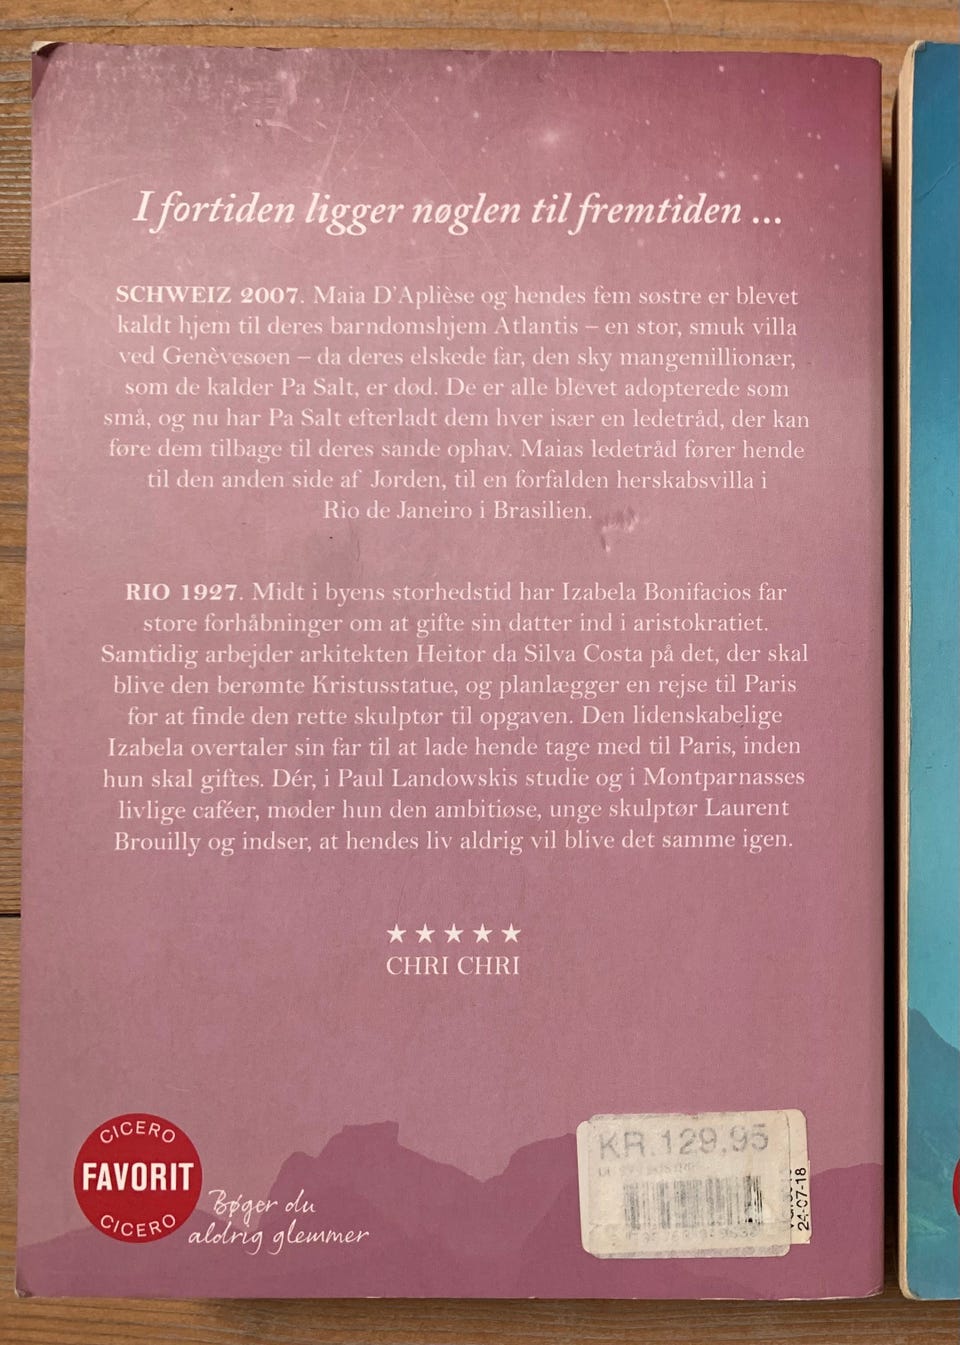 I fortiden ligger nøglen til fremtiden ...
SCHWEIZ 2007. Maia D'Aplièse og hendes fem søstre er blevet
kaldt hjem til deres barndomshjem Atlantis – en stor, smuk villa
ved Genèvesøen – da deres elskede far, den sky mangemillionær,
som de kalder Pa Salt, er død. De er alle blevet adopterede som
små, og nu har Pa Salt efterladt dem hver især en ledetråd, der kan
føre dem tilbage til deres sande ophav. Maias ledetråd fører hende
til den anden side af Jorden, til en forfalden herskabsvilla i
Rio de Janeiro i Brasilien.
RIO 1927. Midt i byens storhedstid har Izabela Bonifacios far
store forhåbninger om at gifte sin datter ind i aristokratiet.
Samtidig arbejder arkitekten Heitor da Silva Costa på det, der skal
blive den berømte Kristusstatue, og planlægger en rejse til Paris
for at finde den rette skulptør til opgaven. Den lidenskabelige
Izabela overtaler sin far til at lade hende tage med til Paris, inden
hun skal giftes. Dér, i Paul Landowskis studie og i Montparnasses
livlige caféer, møder hun den ambitiøse, unge skulptør Laurent
Brouilly og indser, at hendes liv aldrig vil blive det samme igen.
★★★★★
CHRI CHRI
CICERO
FAVORIT
CICERO
Bøger du
aldrig glemmer
KR.129,95
24-07-18